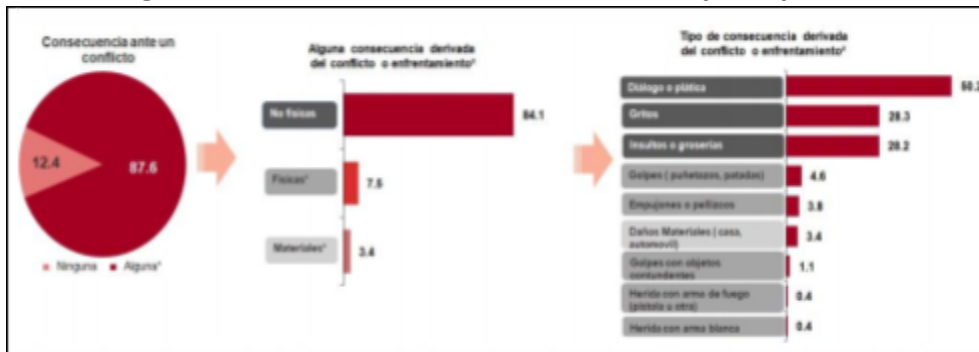 Consecuencia ante un
conflicto
12.4
87.6
Ninguna
Alguna*
Alguna consecuencia derivada
del conflicto o enfrentamiento*
No físicas
84.1
Físicas*
Materiales*
3.4
Tipo de consecuencia derivada
del conflicto o enfrentamiento*
Diálogo o plática
Gritos
28.3
Insultos o groserías
28.2
Golpes ( puñetazos, patadas)
4.6
Empujones o pellizcos
3.8
Daños Materiales ( casa,
automovil)
3.4
Golpes con objetos
contundentes
1.1
Herida con arma de fuego
(pistola u otra)
0.4
Herida con arma blanca
0.4